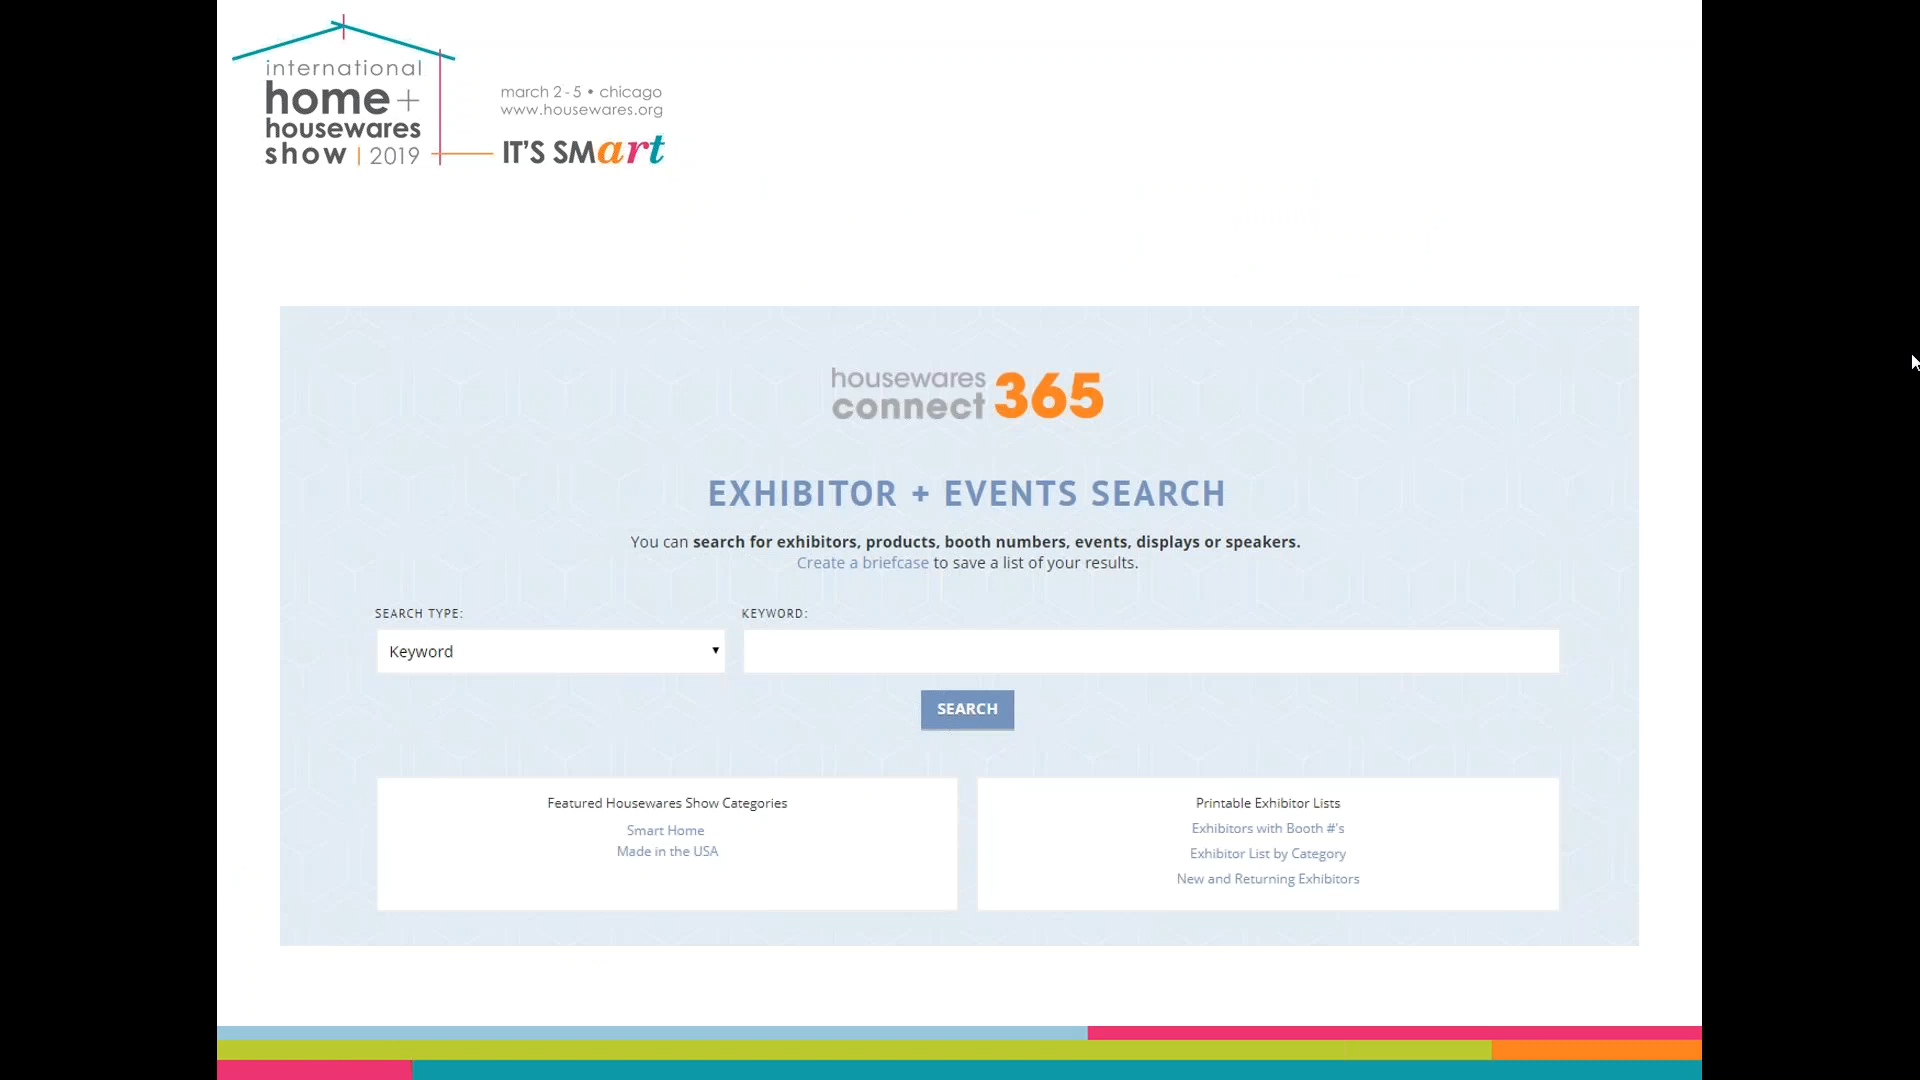 international
home +
housewares
show | 2019
march 2 - 5 • chicago
www.housewares.org
IT'S SMart
housewares
connect 365
EXHIBITOR + EVENTS SEARCH
You can search for exhibitors, products, booth numbers, events, displays or speakers.
Create a briefcase to save a list of your results.
SEARCH TYPE:
KEYWORD:
Keyword
SEARCH
Featured Housewares Show Categories
Smart Home
Made in the USA
Printable Exhibitor Lists
Exhibitors with Booth #'s
Exhibitor List by Category
New and Returning Exhibitors